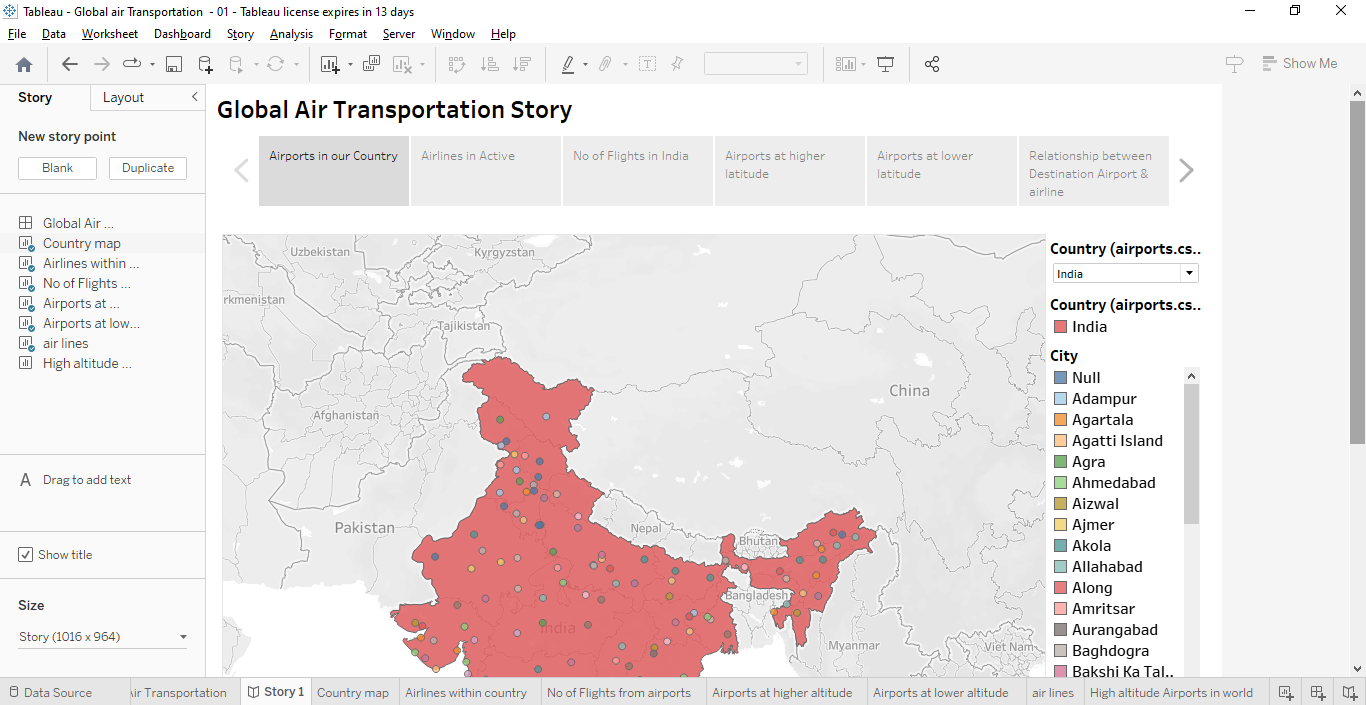 Tableau - Global air Transportation - 01 - Tableau license expires in 13 days
File Data Worksheet Dashboard Story Analysis Format Server Window Help
Show Me
Story Layout
New story point
Blank Duplicate
Global Air ...
Country map
Airlines within ...
No of Flights ...
Airports at ...
Airports at low...
air lines
High altitude ...
A Drag to add text
Show title
Size
Story (1016 x 964)
Global Air Transportation Story
Airports in our Country
Airlines in Active
No of Flights in India
Airports at higher
latitude
Airports at lower
latitude
Relationship between
Destination Airport &
airline
Uzbekistan
Kyrgyzstan
rkmenistan
Tajikistan
Afghanistan
China
Pakistan
Nepal
Bhutan
Bangladesh
India
Myanmar
Viet Nam
Country (airports.cs..
India
Country (airports.cs..
India
City
Null
Adampur
Agartala
Agatti Island
Agra
Ahmedabad
Aizwal
Ajmer
Akola
Allahabad
Along
Amritsar
Aurangabad
Bagdogra
Bakshi Ka Tal..
Data Source ir Transportation Story 1 Country map Airlines within country No of Flights from airports Airports at higher altitude Airports at lower altitude air lines High altitude Airports in world